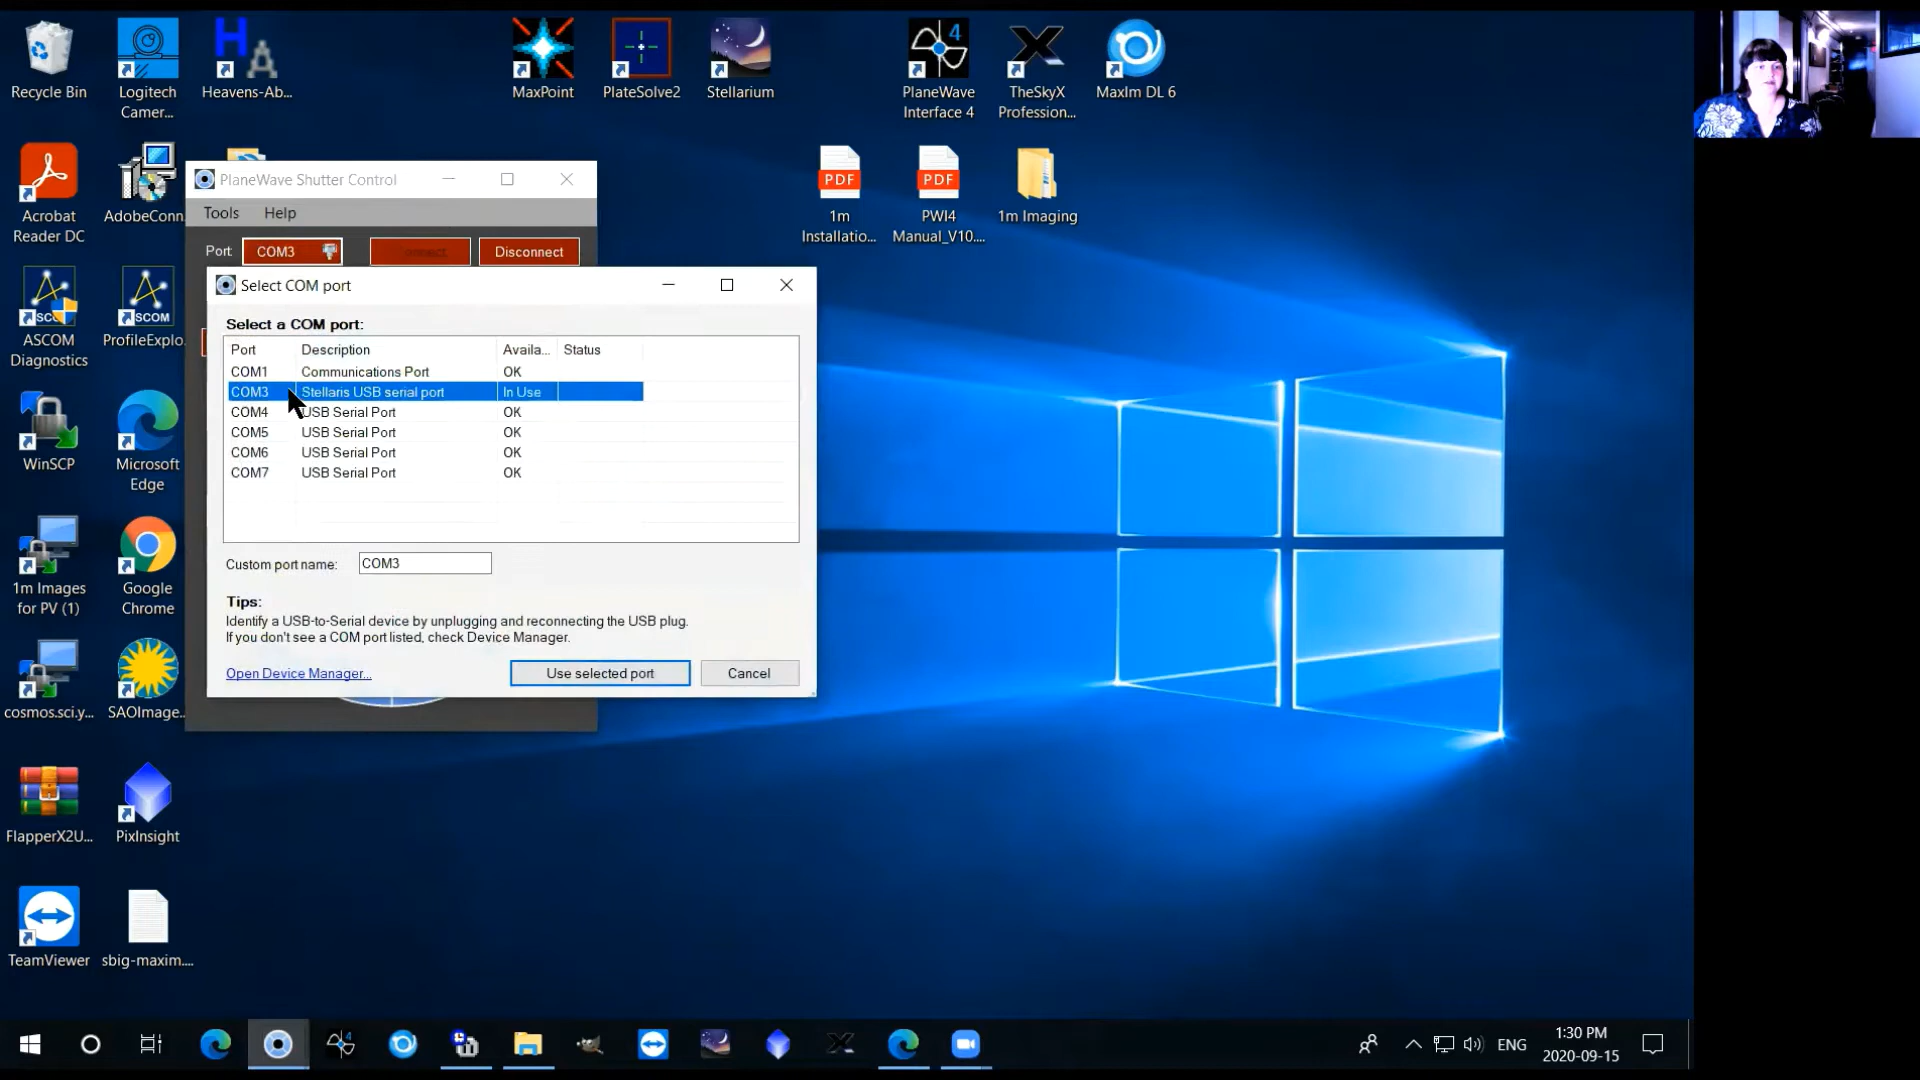 Recycle Bin
Logitech
Camer...
Heavens-Ab...
MaxPoint
PlateSolve2
Stellarium
4
PlaneWave
Interface 4
TheSkyX
Profession...
MaxIm DL 6
Acrobat
Reader DC
AdobeConn
PDF
1m
Installatio...
PDF
PWI4
Manual_V10....
1m Imaging
PlaneWave Shutter Control
Tools
Help
Port:
COM3
Disconnect
Select COM port
Select a COM port:
Port
Description
Availa...
Status
COM1
Communications Port
OK
COM3
Stellaris USB serial port
In Use
COM4
USB Serial Port
OK
COM5
USB Serial Port
OK
COM6
USB Serial Port
OK
COM7
USB Serial Port
OK
Custom port name:
COM3
Tips:
Identify a USB-to-Serial device by unplugging and reconnecting the USB plug.
If you don't see a COM port listed, check Device Manager.
Open Device Manager...
Use selected port
Cancel
ASCOM
Diagnostics
SCOM
ProfileExplo
WinSCP
Microsoft
Edge
1m Images
for PV (1)
Google
Chrome
cosmos.sci.y...
SAOImage
FlapperX2U...
PixInsight
TeamViewer
sbig-maxim....
ENG
1:30 PM
2020-09-15